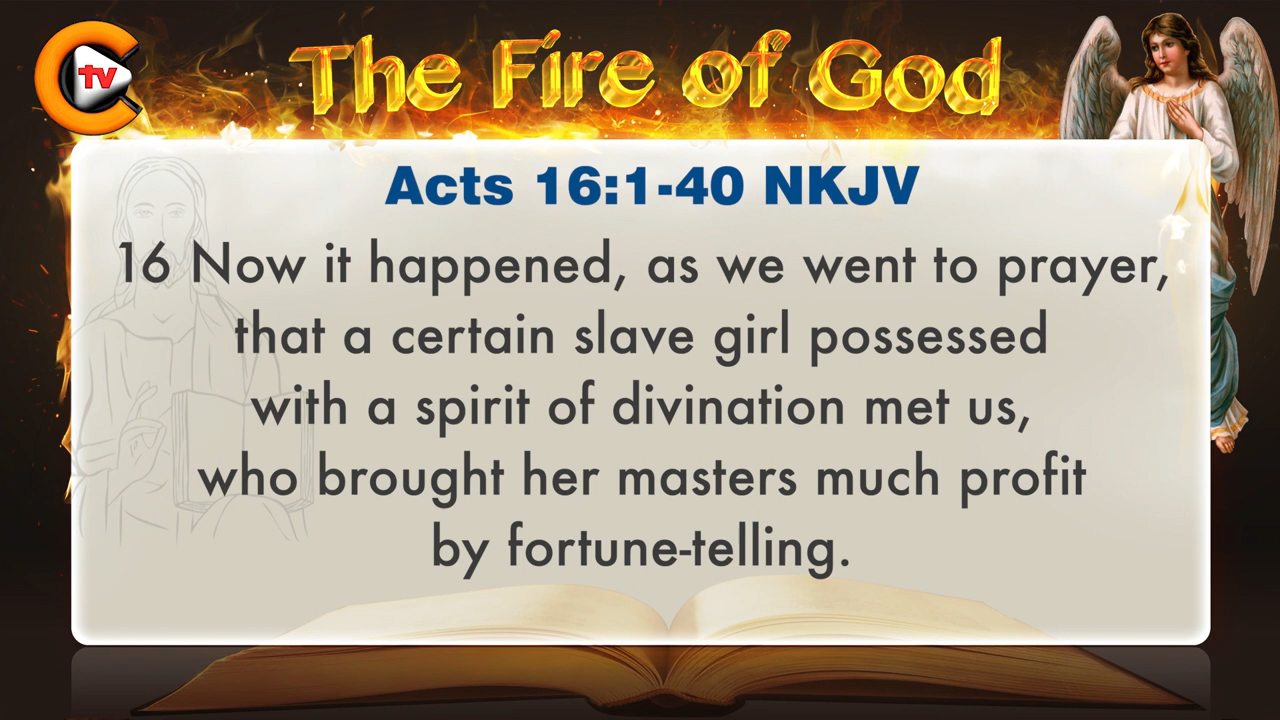 tv
The Fire of God
Acts 16:1-40 NKJV
16 Now it happened, as we went to prayer,
that a certain slave girl possessed
with a spirit of divination met us,
who brought her masters much profit
by fortune-telling.